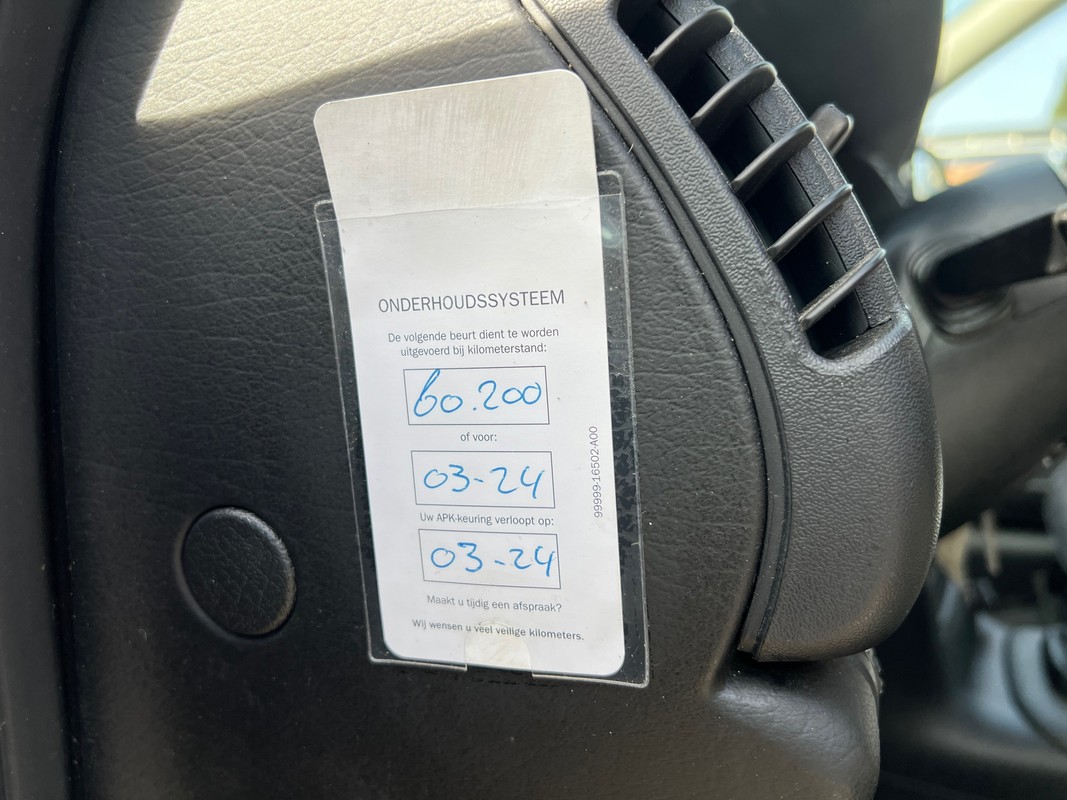 ONDERHOUDSSYSTEEM
De volgende beurt dient te worden
uitgevoerd bij kilometerstand:
60.200
of voor:
03-24
Uw APK-keuring verloopt op:
03-24
Maakt u tijdig een afspraak?
Wij wensen u veel veilige kilometers.
99999-16502-A00